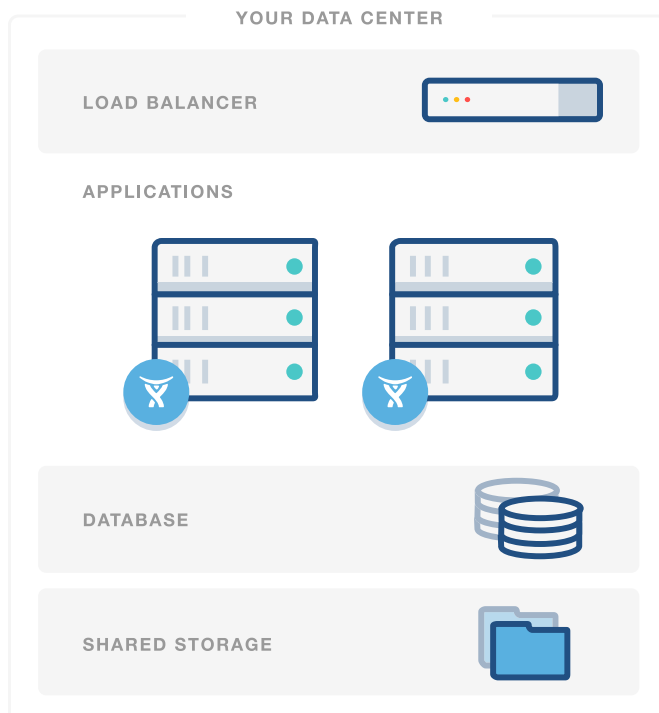 YOUR DATA CENTER
LOAD BALANCER
APPLICATIONS
DATABASE
SHARED STORAGE